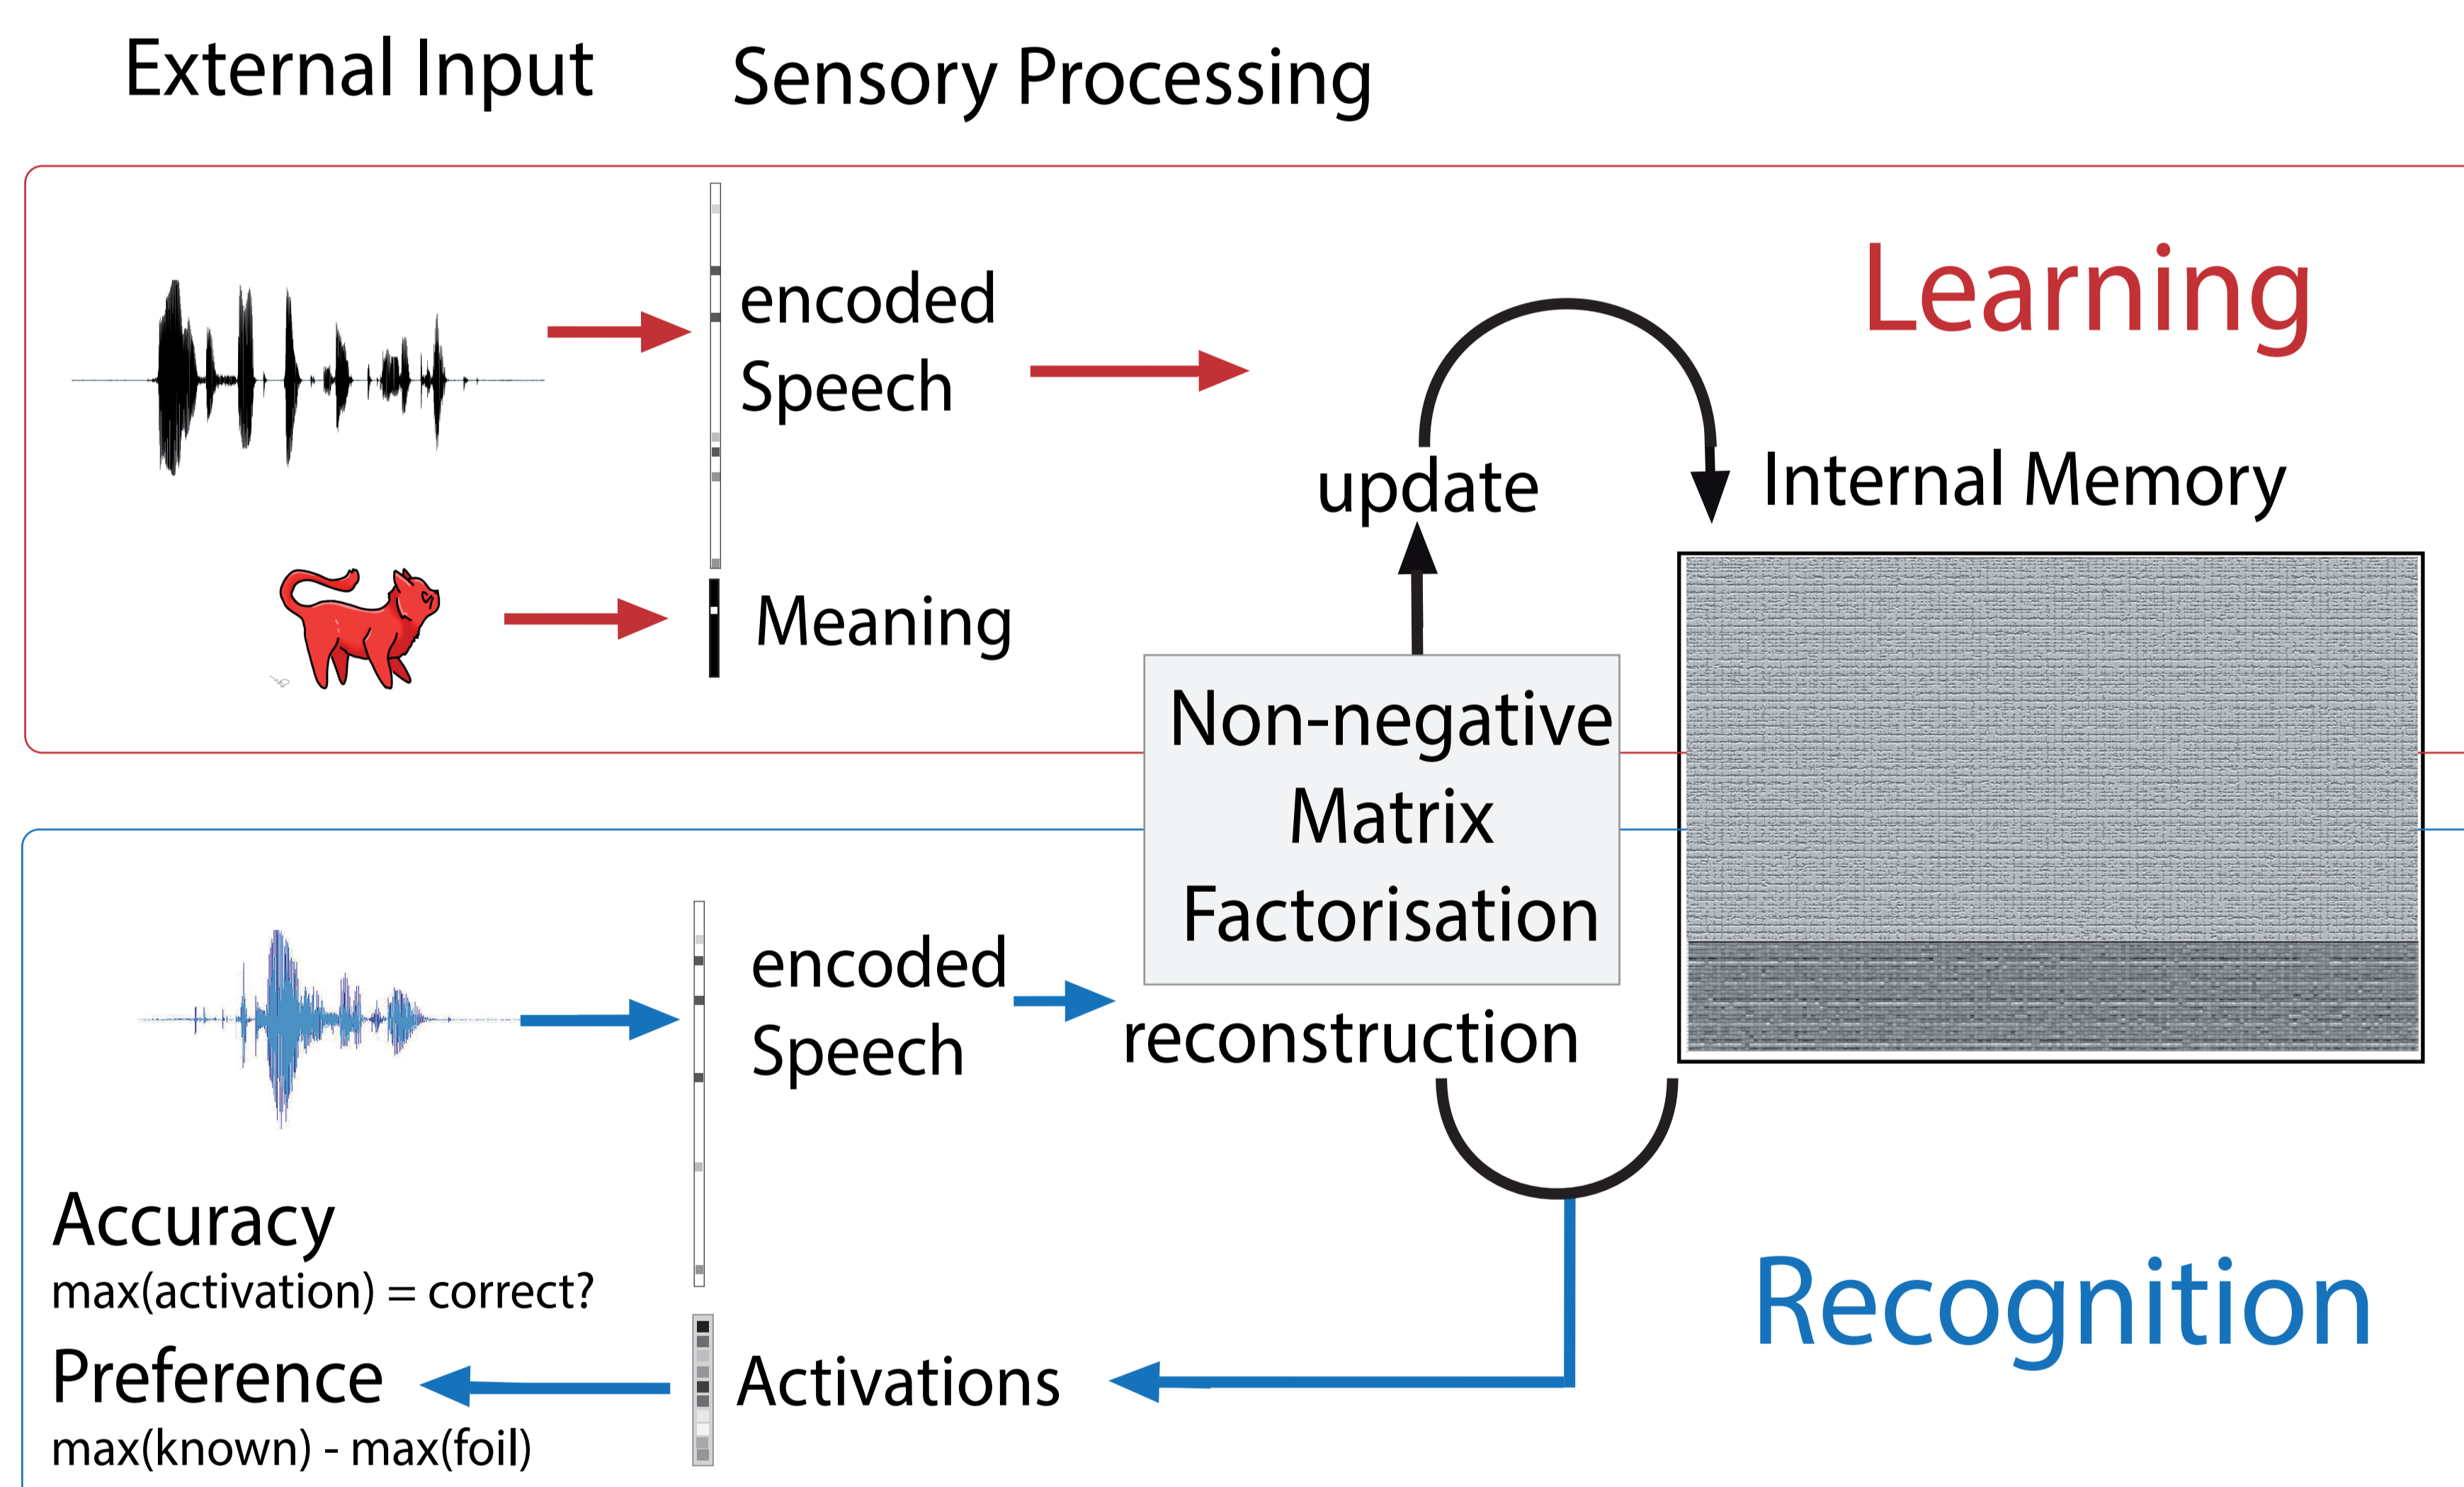 External Input
Sensory Processing
Learning
encoded
Speech
update
Internal Memory
Meaning
Non-negative
Matrix
Factorisation
encoded
Speech
reconstruction
Accuracy
max(activation) = correct?
Recognition
Preference
Activations
max(known) - max(foil)